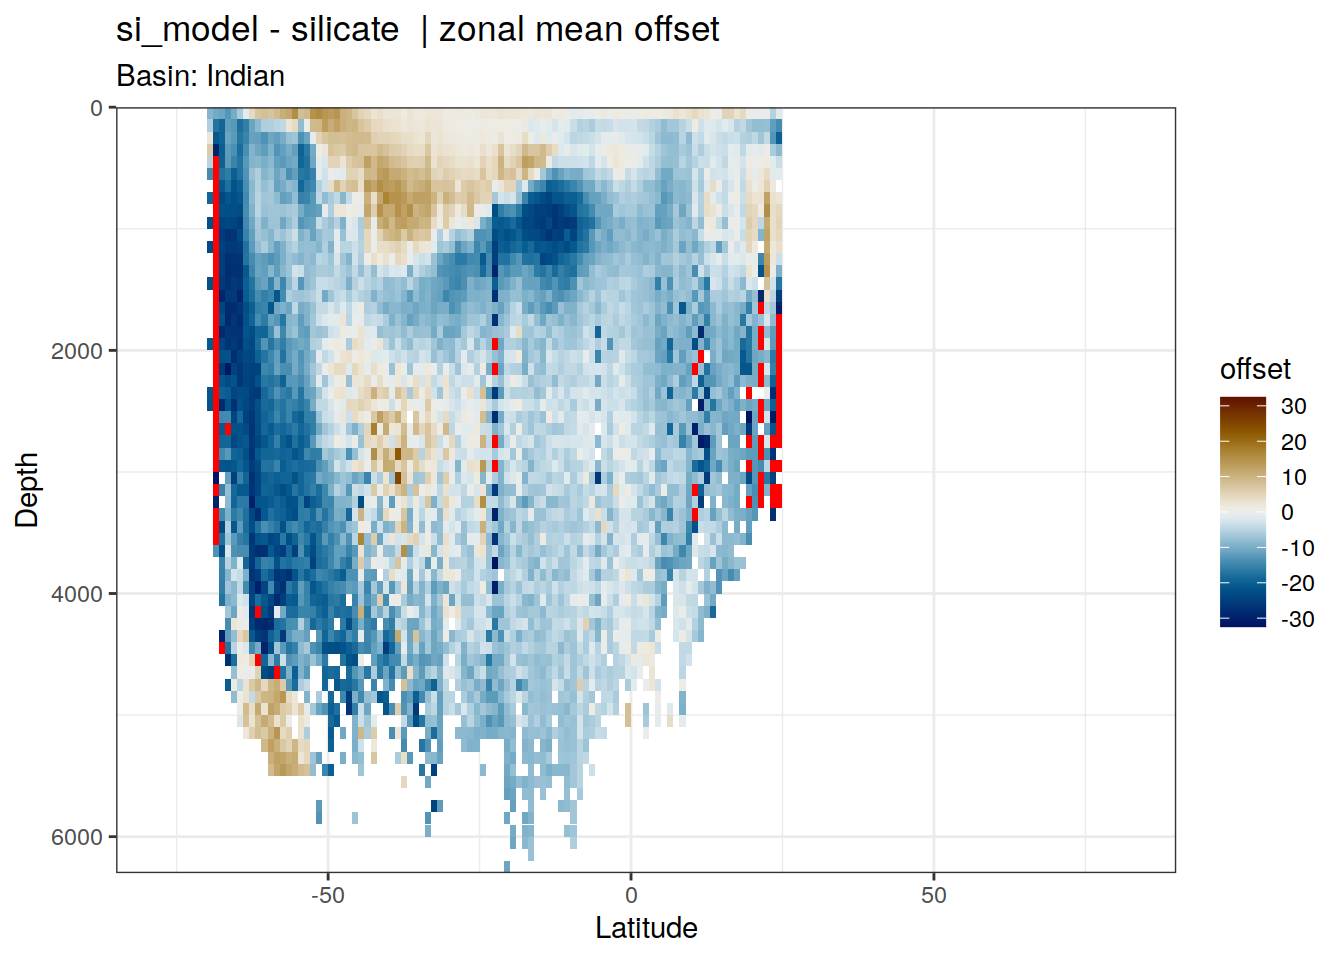 si_model - silicate | zonal mean offset
Basin: Indian
0
2000
4000
6000
Depth
-50
0
50
Latitude
offset
30
20
10
0
-10
-20
-30